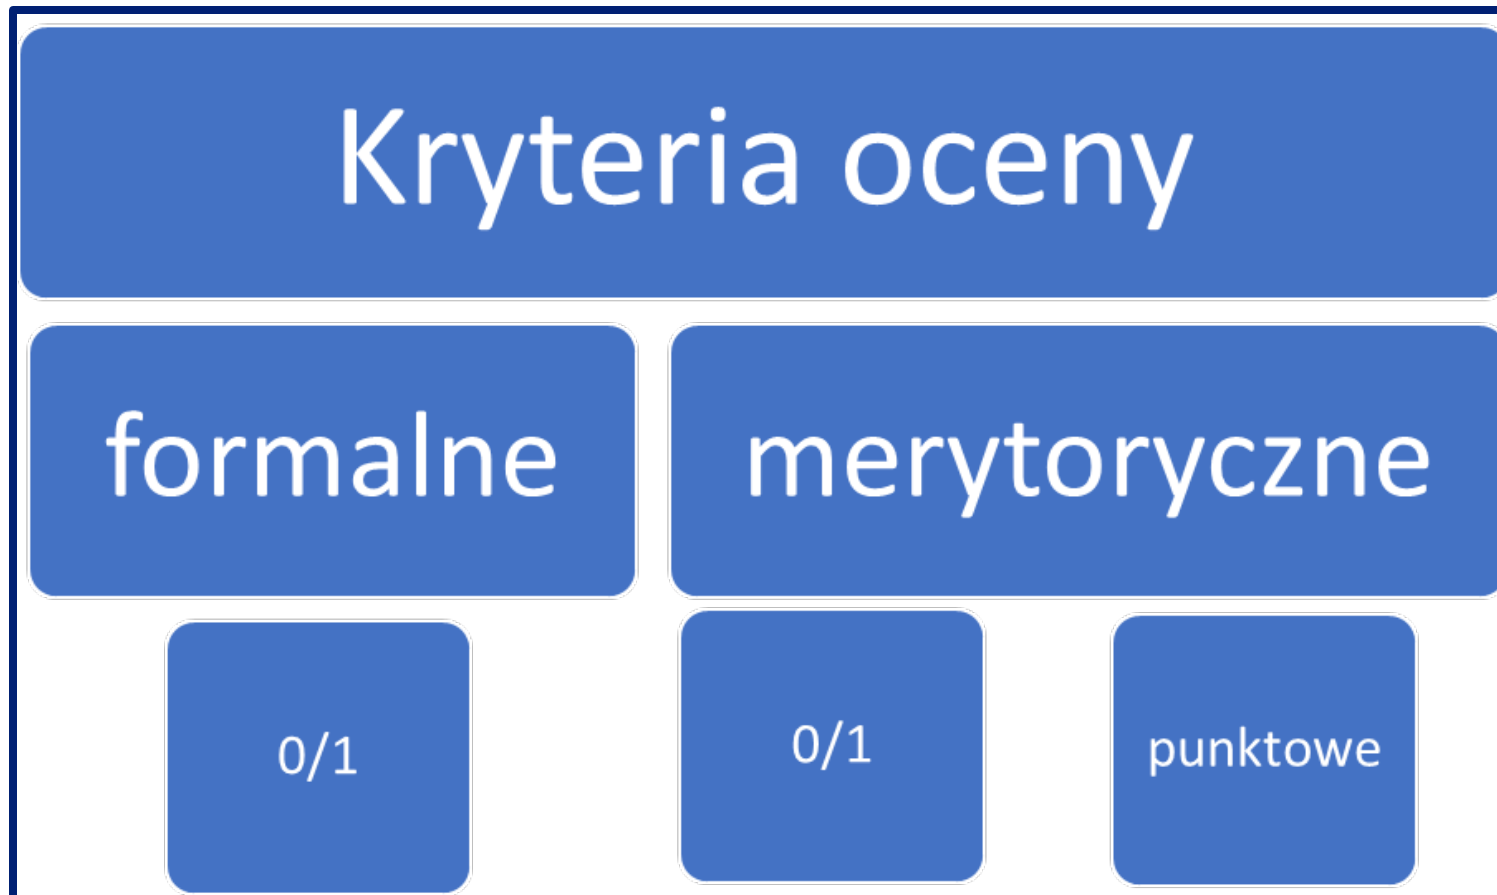 Kryteria oceny
formalne
merytoryczne
0/1
0/1
punktowe